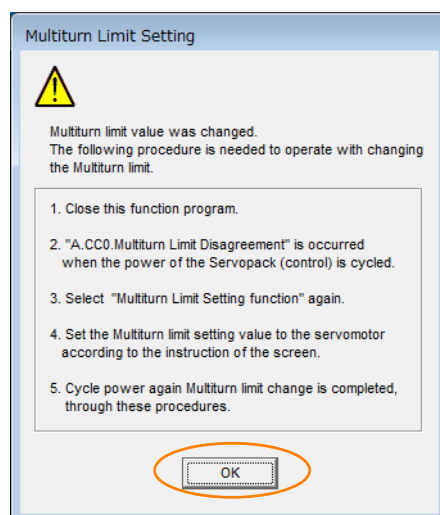 Multiturn Limit Setting
Multiturn limit value was changed.
The following procedure is needed to operate with changing
the Multiturn limit.
1. Close this function program.
2. "A.CC0.Multiturn Limit Disagreement" is occurred
when the power of the Servopack (control) is cycled.
3. Select "Multiturn Limit Setting function" again.
4. Set the Multiturn limit setting value to the servomotor
according to the instruction of the screen.
5. Cycle power again Multiturn limit change is completed,
through these procedures.
OK